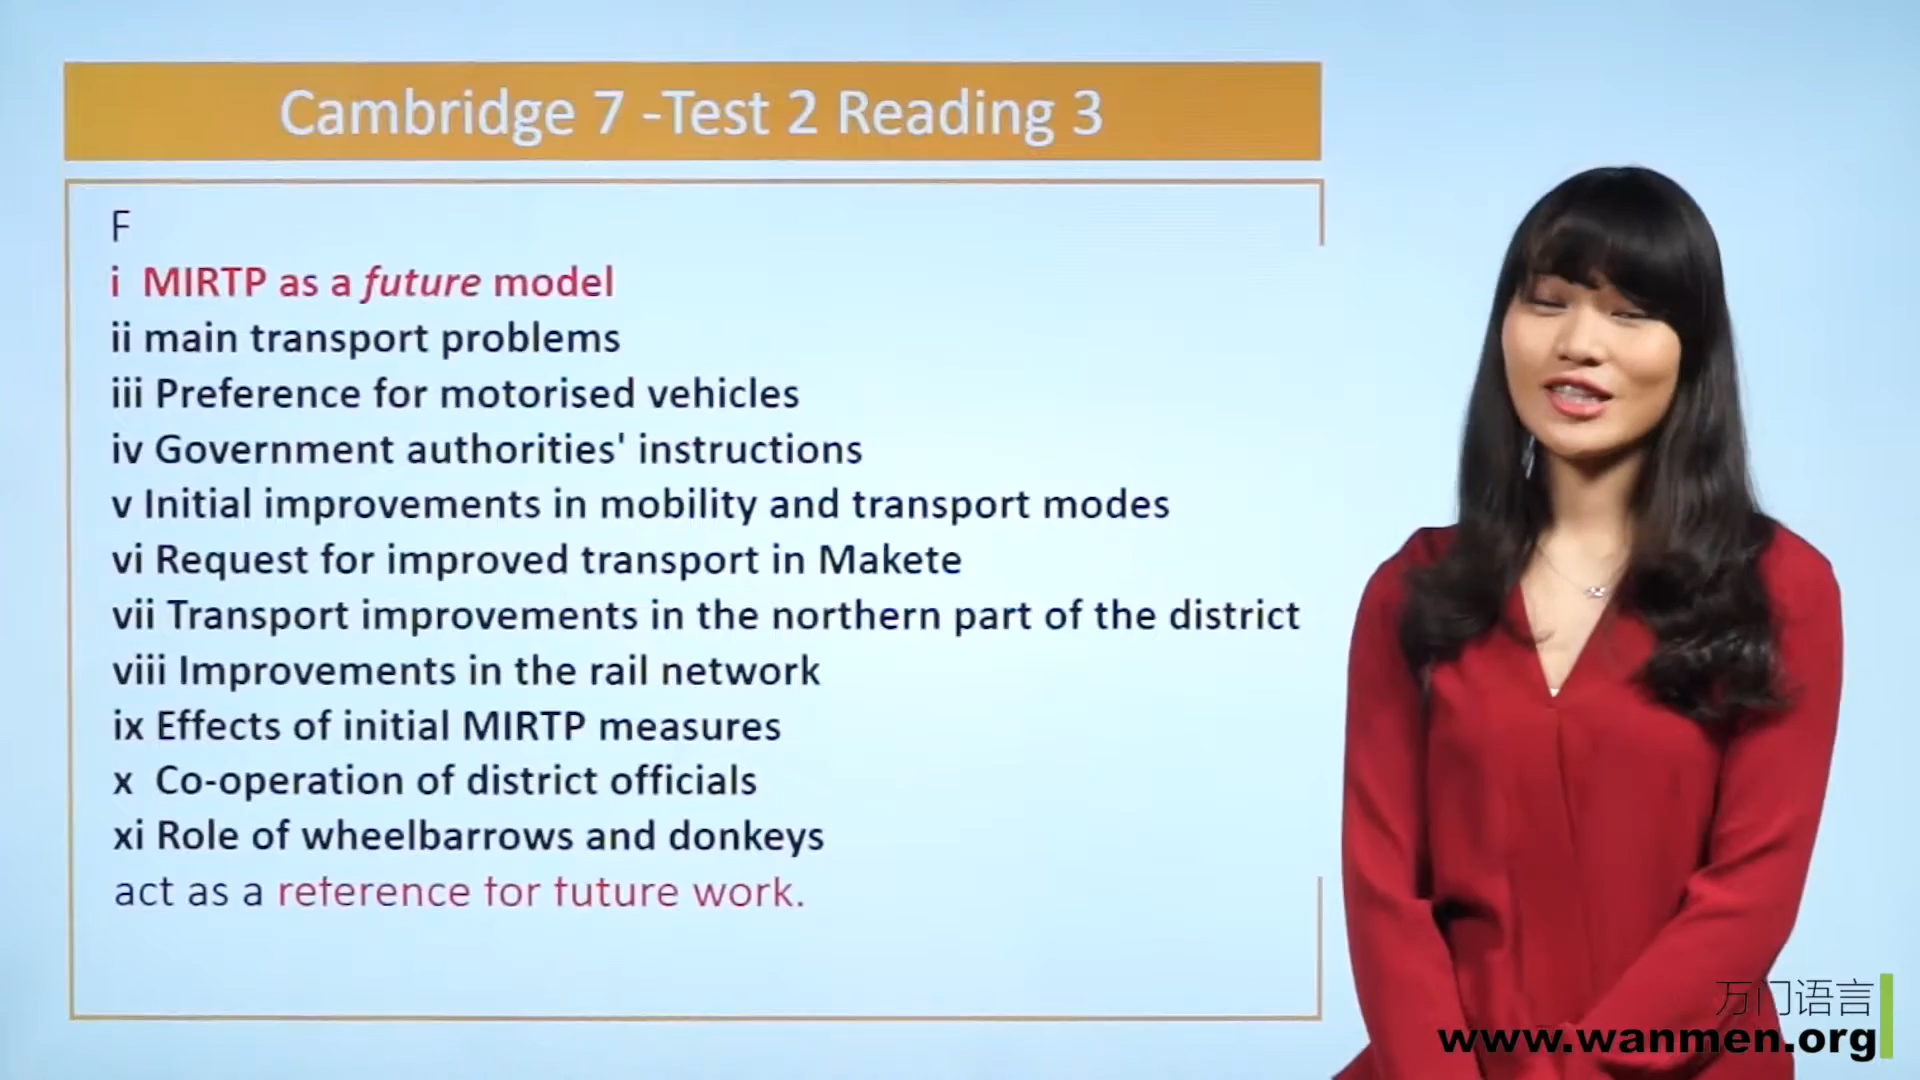 Cambridge 7 -Test 2 Reading 3
F
i MIRTP as a future model
ii main transport problems
iii Preference for motorised vehicles
iv Government authorities' instructions
v Initial improvements in mobility and transport modes
vi Request for improved transport in Makete
vii Transport improvements in the northern part of the district
viii Improvements in the rail network
ix Effects of initial MIRTP measures
x Co-operation of district officials
xi Role of wheelbarrows and donkeys
act as a reference for future work.
万门语言
www.wanmen.org